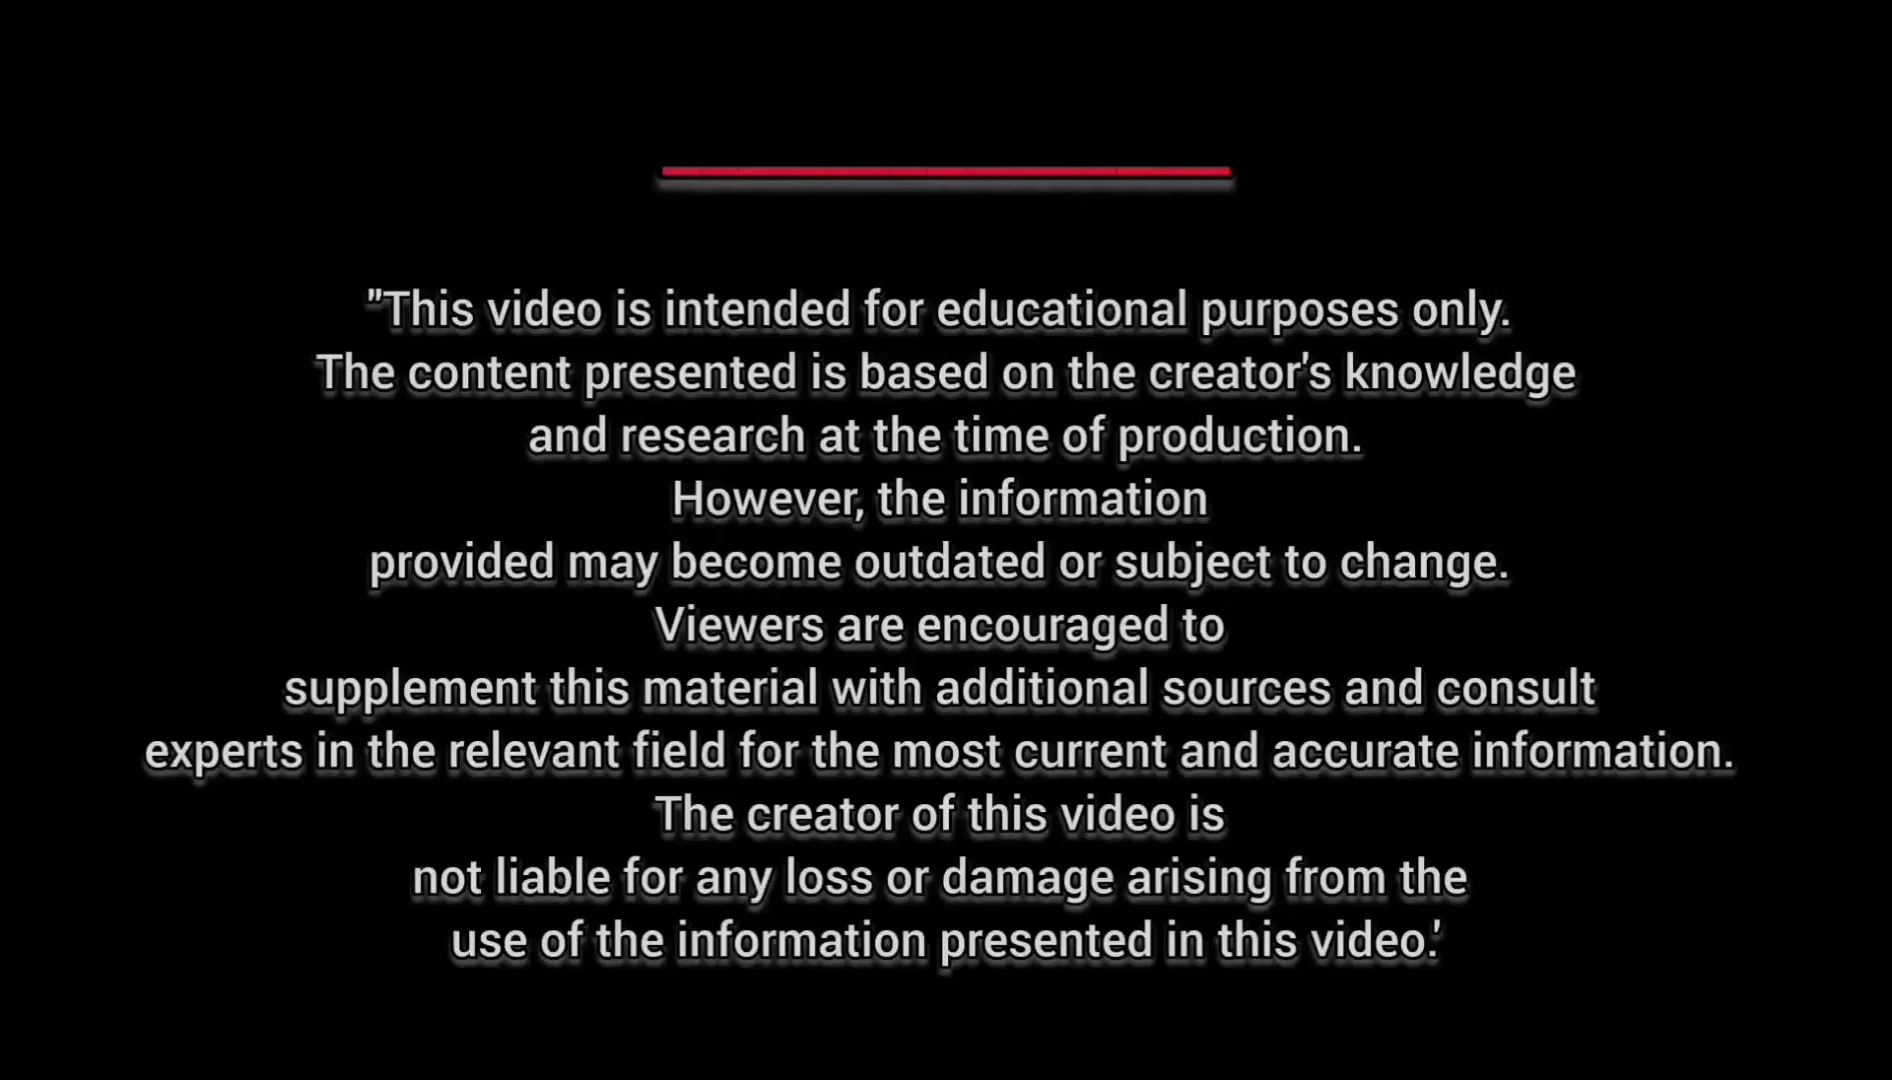 "This video is intended for educational purposes only.
The content presented is based on the creator's knowledge
and research at the time of production.
However, the information
provided may become outdated or subject to change.
Viewers are encouraged to
supplement this material with additional sources and consult
experts in the relevant field for the most current and accurate information.
The creator of this video is
not liable for any loss or damage arising from the
use of the information presented in this video.'